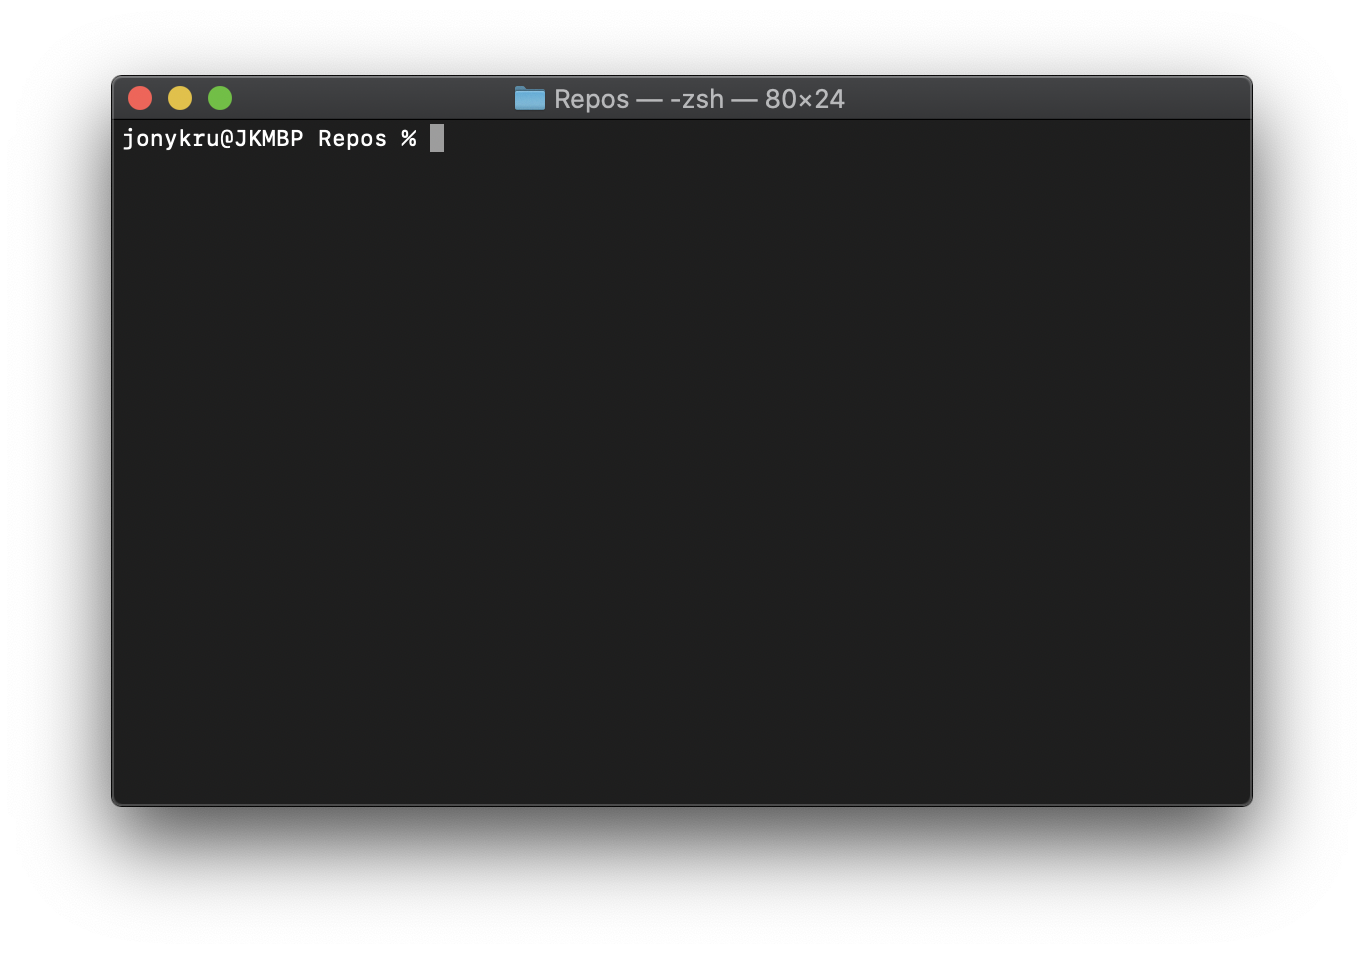 Repos — -zsh — 80×24
jonykru@JKMBP Repos %